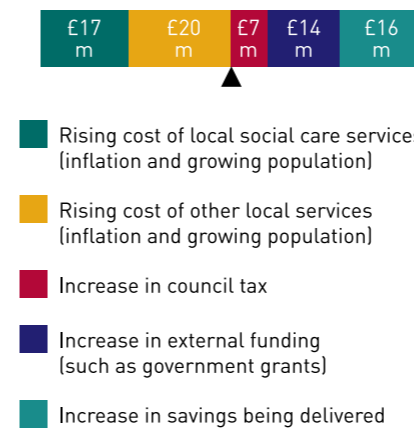 £17 £20 £7 £14 £16
m m m m m
Rising cost of local social care services
(inflation and growing population)
Rising cost of other local services
(inflation and growing population)
Increase in council tax
Increase in external funding
(such as government grants)
Increase in savings being delivered